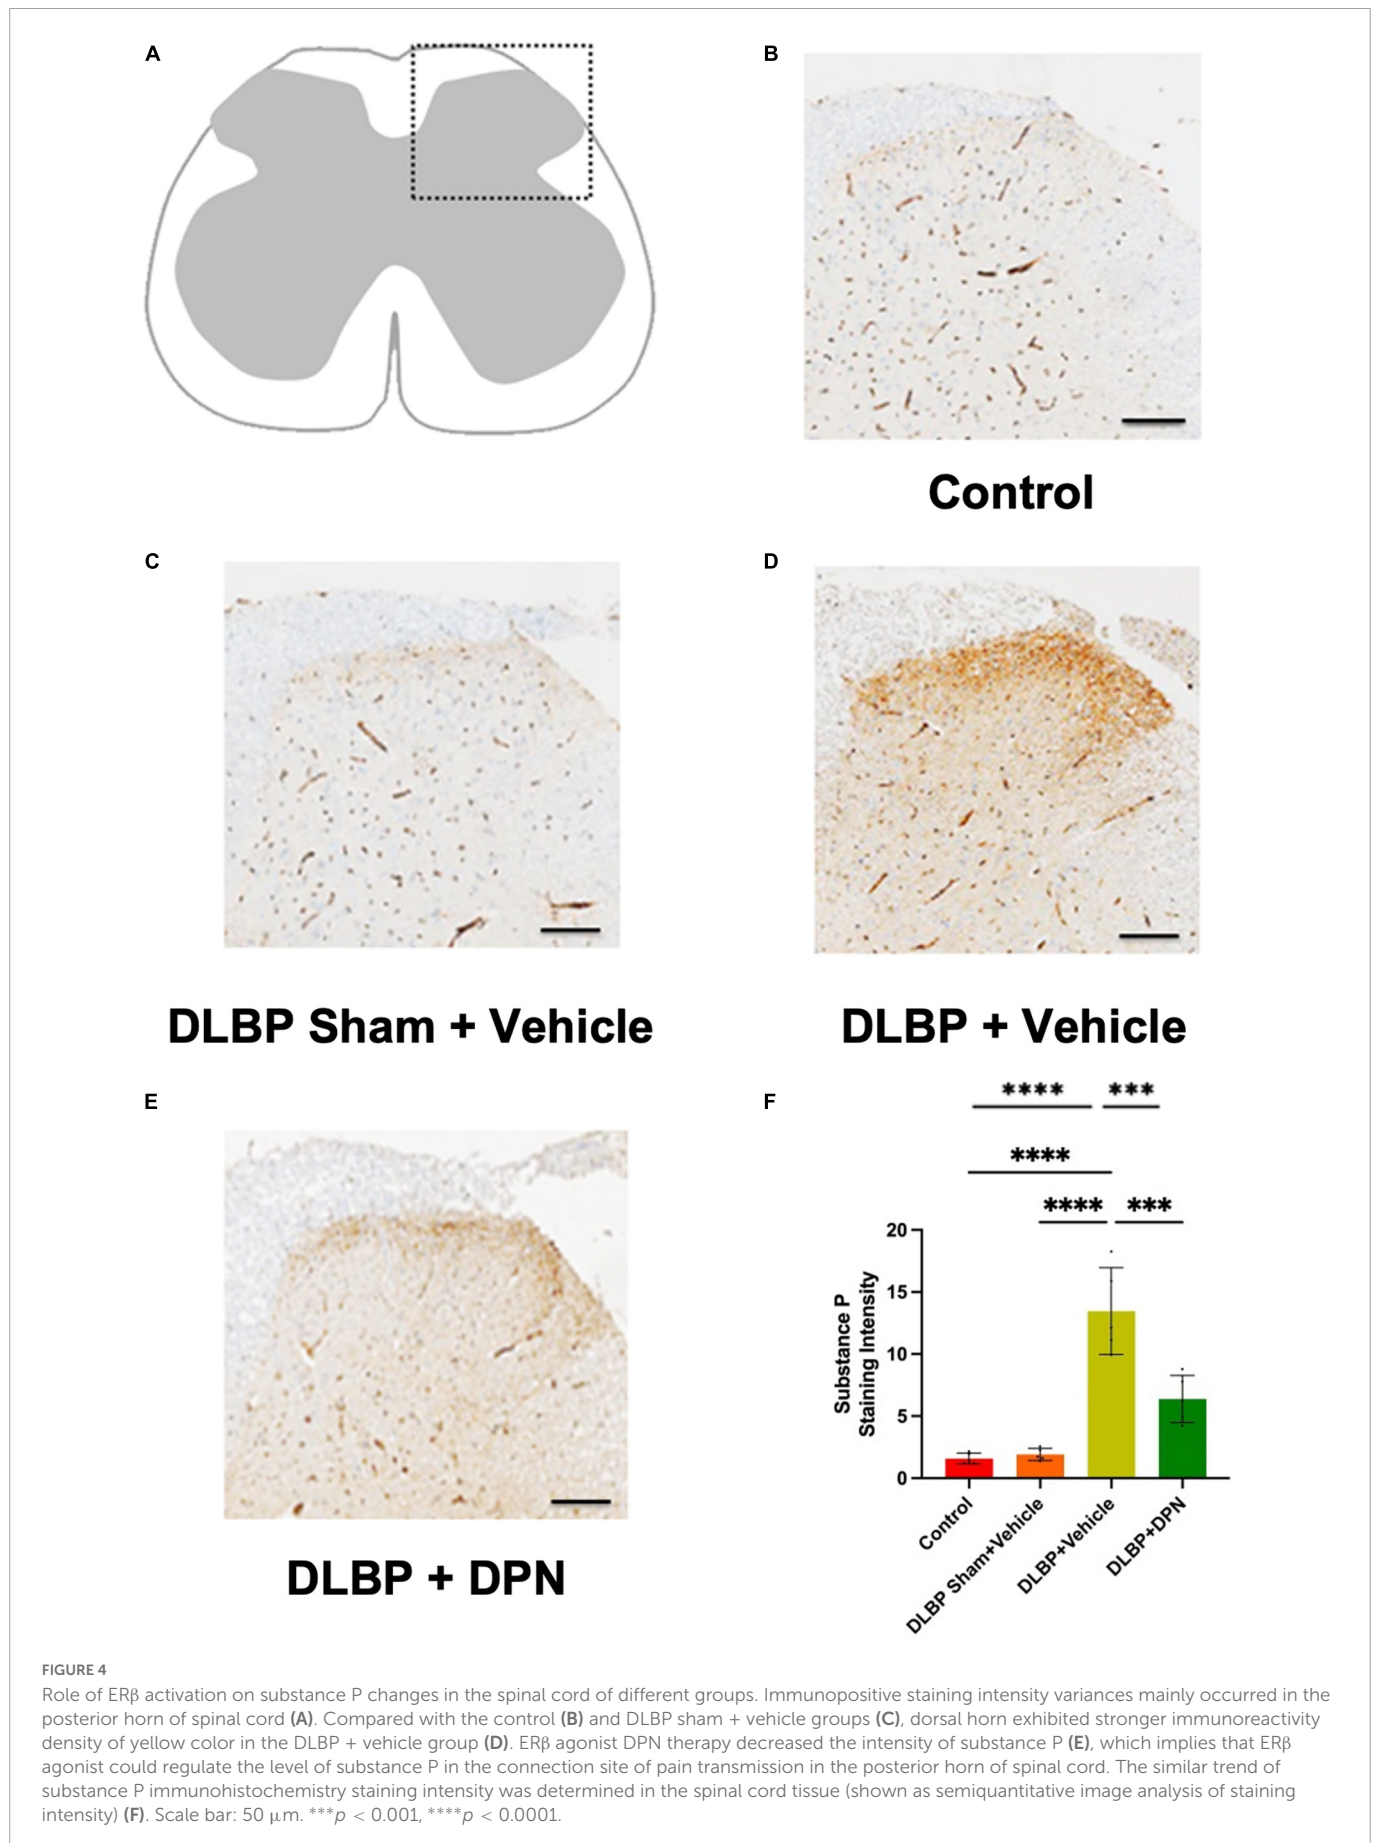 A
B
Control
C
D
DLBP Sham + Vehicle
DLBP + Vehicle
E
DLBP + DPN
F
**** ***
****
**** ***
20
15
10
5
0
Substance P
Staining Intensity
Control
DLBP Sham+Vehicle
DLBP+Vehicle
DLBP+DPN
FIGURE 4
Role of ERβ activation on substance P changes in the spinal cord of different groups. Immunopositive staining intensity variances mainly occurred in the
posterior horn of spinal cord (A). Compared with the control (B) and DLBP sham + vehicle groups (C), dorsal horn exhibited stronger immunoreactivity
density of yellow color in the DLBP + vehicle group (D). ERβ agonist DPN therapy decreased the intensity of substance P (E), which implies that ERβ
agonist could regulate the level of substance P in the connection site of pain transmission in the posterior horn of spinal cord. The similar trend of
substance P immunohistochemistry staining intensity was determined in the spinal cord tissue (shown as semiquantitative image analysis of staining
intensity) (F). Scale bar: 50 μm. ***p < 0.001, ****p < 0.0001.